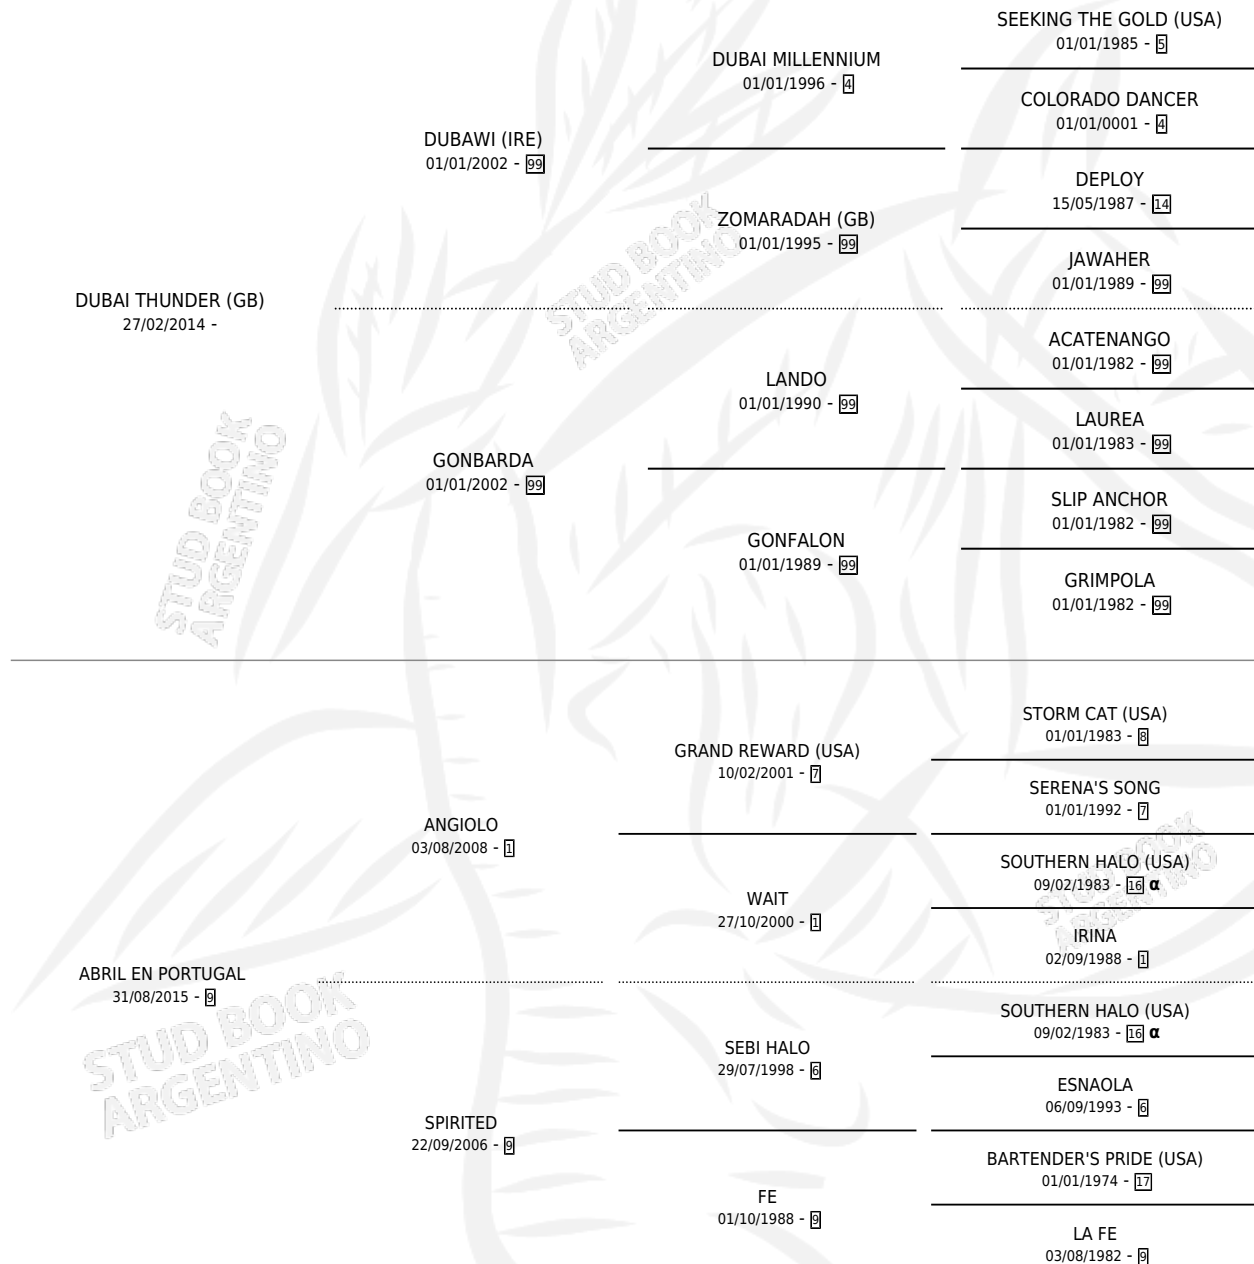 SEEKING THE GOLD (USA)
01/01/1985 - 5
DUBAI MILLENNIUM
01/01/1996 - 4
COLORADO DANCER
01/01/0001 - 4
DUBAWI (IRE)
01/01/2002 - 99
DEPLOY
15/05/1987 - 14
ZOMARADAH (GB)
01/01/1995 - 99
JAWAHER
01/01/1989 - 99
DUBAI THUNDER (GB)
27/02/2014 -
ACATENANGO
01/01/1982 - 99
LANDO
01/01/1990 - 99
LAUREA
01/01/1983 - 99
GONBARDA
01/01/2002 - 99
SLIP ANCHOR
01/01/1982 - 99
GONFALON
01/01/1989 - 99
GRIMPOLA
01/01/1982 - 99
STUD BOOK
ARGENTINO
STUD BOOK
ARGENTINO
STORM CAT (USA)
01/01/1983 - 8
GRAND REWARD (USA)
10/02/2001 - 7
SERENA'S SONG
01/01/1992 - 7
ANGIOLO
03/08/2008 - 1
SOUTHERN HALO (USA)
09/02/1983 - 16 α
WAIT
27/10/2000 - 1
IRINA
02/09/1988 - 1
ABRIL EN PORTUGAL
31/08/2015 - 9
SOUTHERN HALO (USA)
09/02/1983 - 16 α
SEBI HALO
29/07/1998 - 6
ESNAOLA
06/09/1993 - 6
SPIRITED
22/09/2006 - 9
BARTENDER'S PRIDE (USA)
01/01/1974 - 17
FE
01/10/1988 - 9
LA FE
03/08/1982 - 9
STUD BOOK
ARGENTINO
STUD BOOK
ARGENTINO